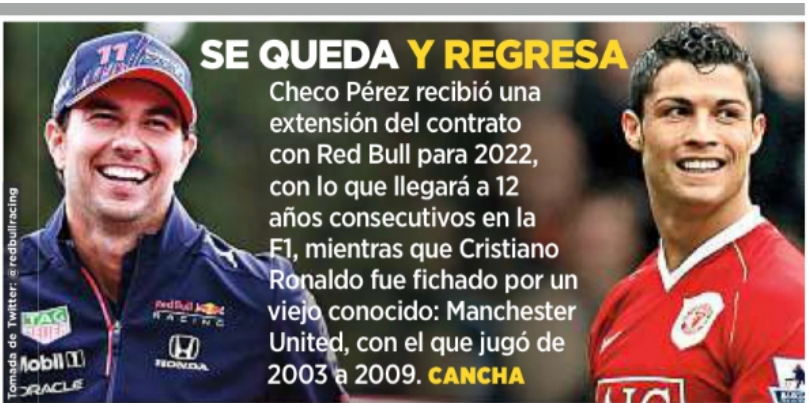 SE QUEDA Y REGRESA
Checo Pérez recibió una
extensión del contrato
con Red Bull para 2022,
con lo que llegará a 12
años consecutivos en la
F1, mientras que Cristiano
Ronaldo fue fichado por un
viejo conocido: Manchester
United, con el que jugó de
2003 a 2009. CANCHA
Tomada de Twitter: @redbullracing
11
TAG
Mobil 1
ORACLE
Red Bull
RACING
HONDA
AIG